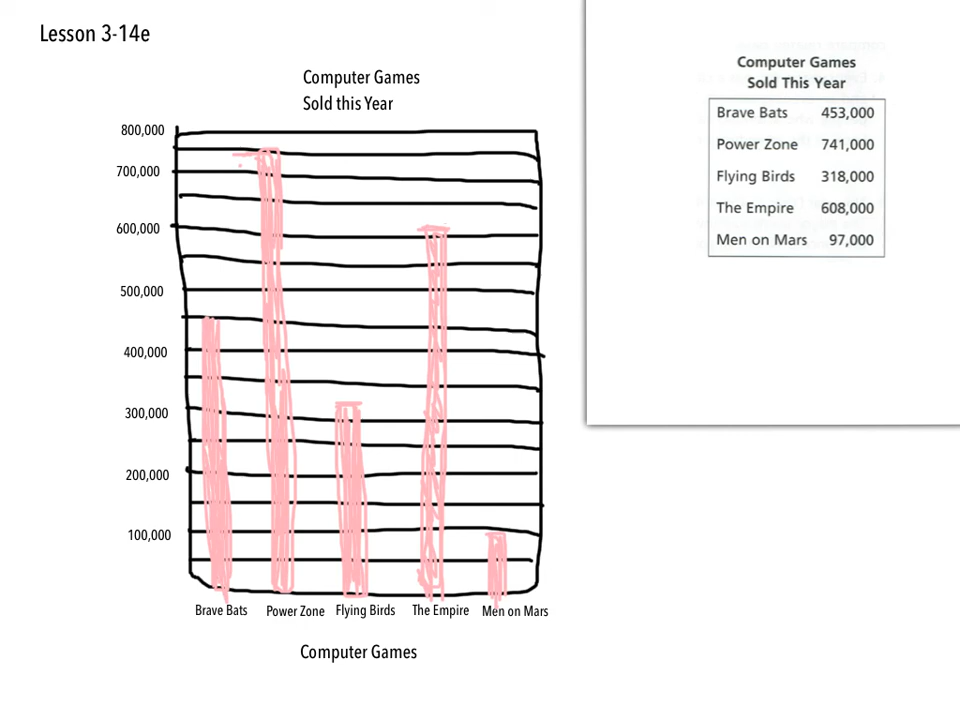 Lesson 3-14e
Computer Games
Sold this Year
800,000
700,000
600,000
500,000
400,000
300,000
200,000
100,000
Brave Bats Power Zone Flying Birds The Empire Men on Mars
Computer Games
Computer Games
Sold This Year
Brave Bats 453,000
Power Zone 741,000
Flying Birds 318,000
The Empire 608,000
Men on Mars 97,000